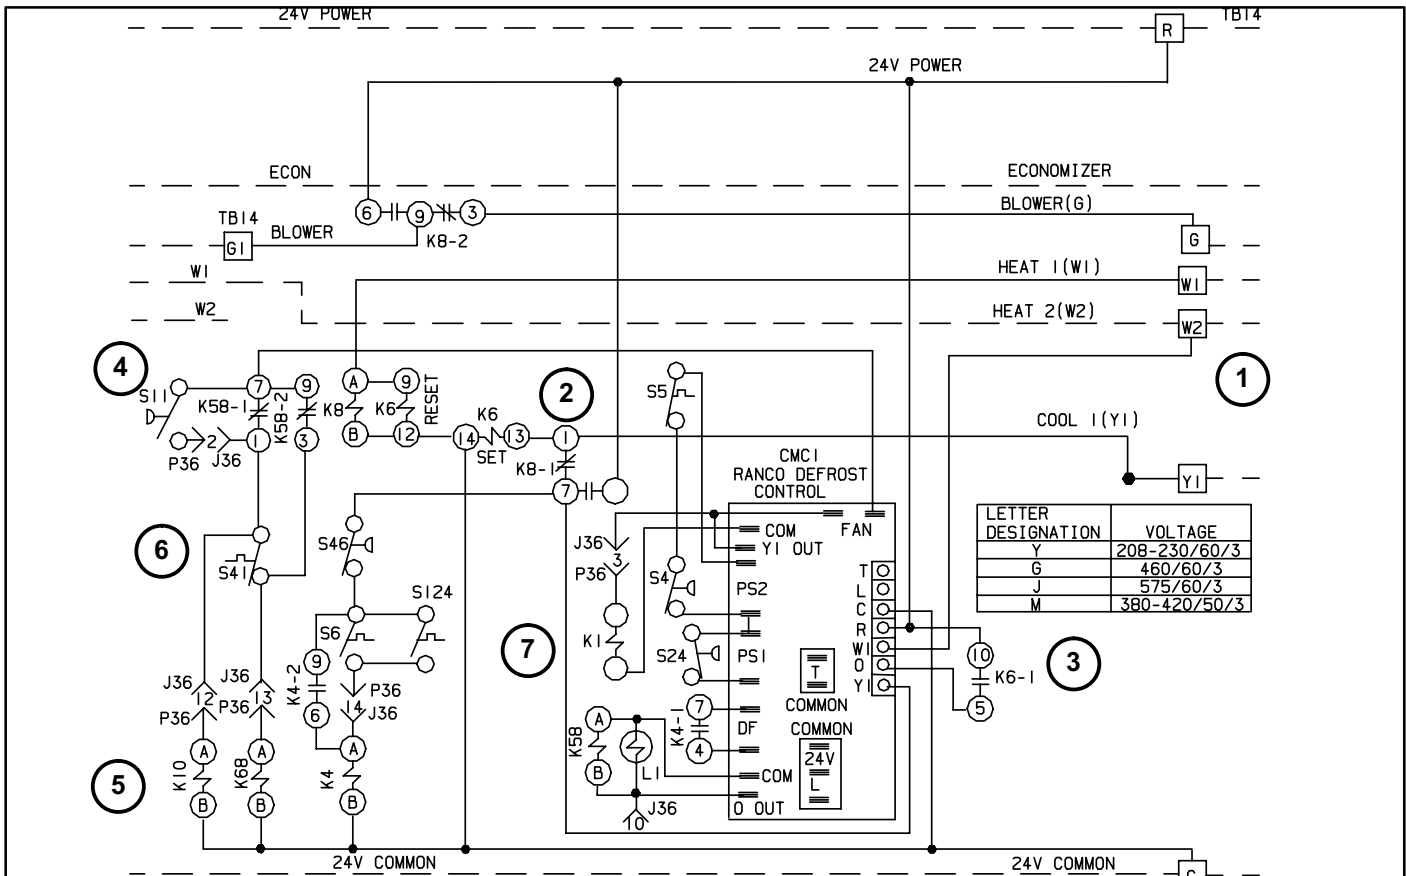 24V POWER
TB14
R
24V POWER
ECON
ECONOMIZER
6 9 3
BLOWER(G)
TB14
BLOWER
G1
K8-2
G
W1
HEAT 1(W1)
W1
W2
HEAT 2(W2)
W2
4
2
1
S11
7 9 A 9
K58-1
K58-2
K8
K6
RESET
S5
P36
2
J36
1 3 B 12
14
K6
13
1
SET
COOL 1(Y1)
K8-1
7
Y1
CMC1
RANCO DEFROST
CONTROL
LETTER
DESIGNATION VOLTAGE
Y 208-230/60/3
G 460/60/3
J 575/60/3
M 380-420/50/3
6
S41
S46
J36
3
P36
COM
FAN
Y1 OUT
S4
PS2
T
L
C
R
W1
O
Y1
S124
S6
7
K1
S24
PS1
T
COMMON
10
K6-1
5
3
9
K4-2
6
J36
12
P36
J36
13
P36
P36
14
J36
7
K4-1
4
DF
COMMON
24V
L
5
A
K10
B
A
K68
B
A
K4
B
A
K58
B
L1
COM
O OUT
J36
10
24V COMMON
24V COMMON
C